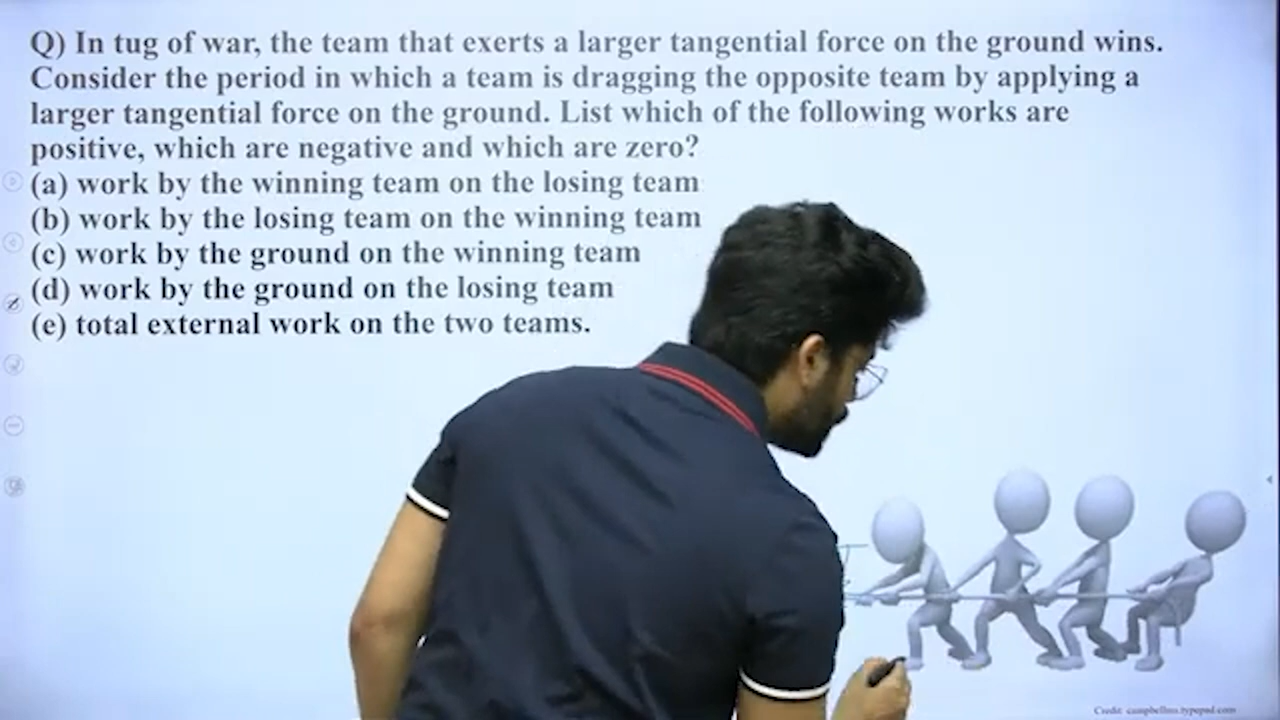 Q) In tug of war, the team that exerts a larger tangential force on the ground wins.
Consider the period in which a team is dragging the opposite team by applying a
larger tangential force on the ground. List which of the following works are
positive, which are negative and which are zero?
(a) work by the winning team on the losing team
(b) work by the losing team on the winning team
(c) work by the ground on the winning team
(d) work by the ground on the losing team
(e) total external work on the two teams.
T
Credit: campbellms.typepad.com